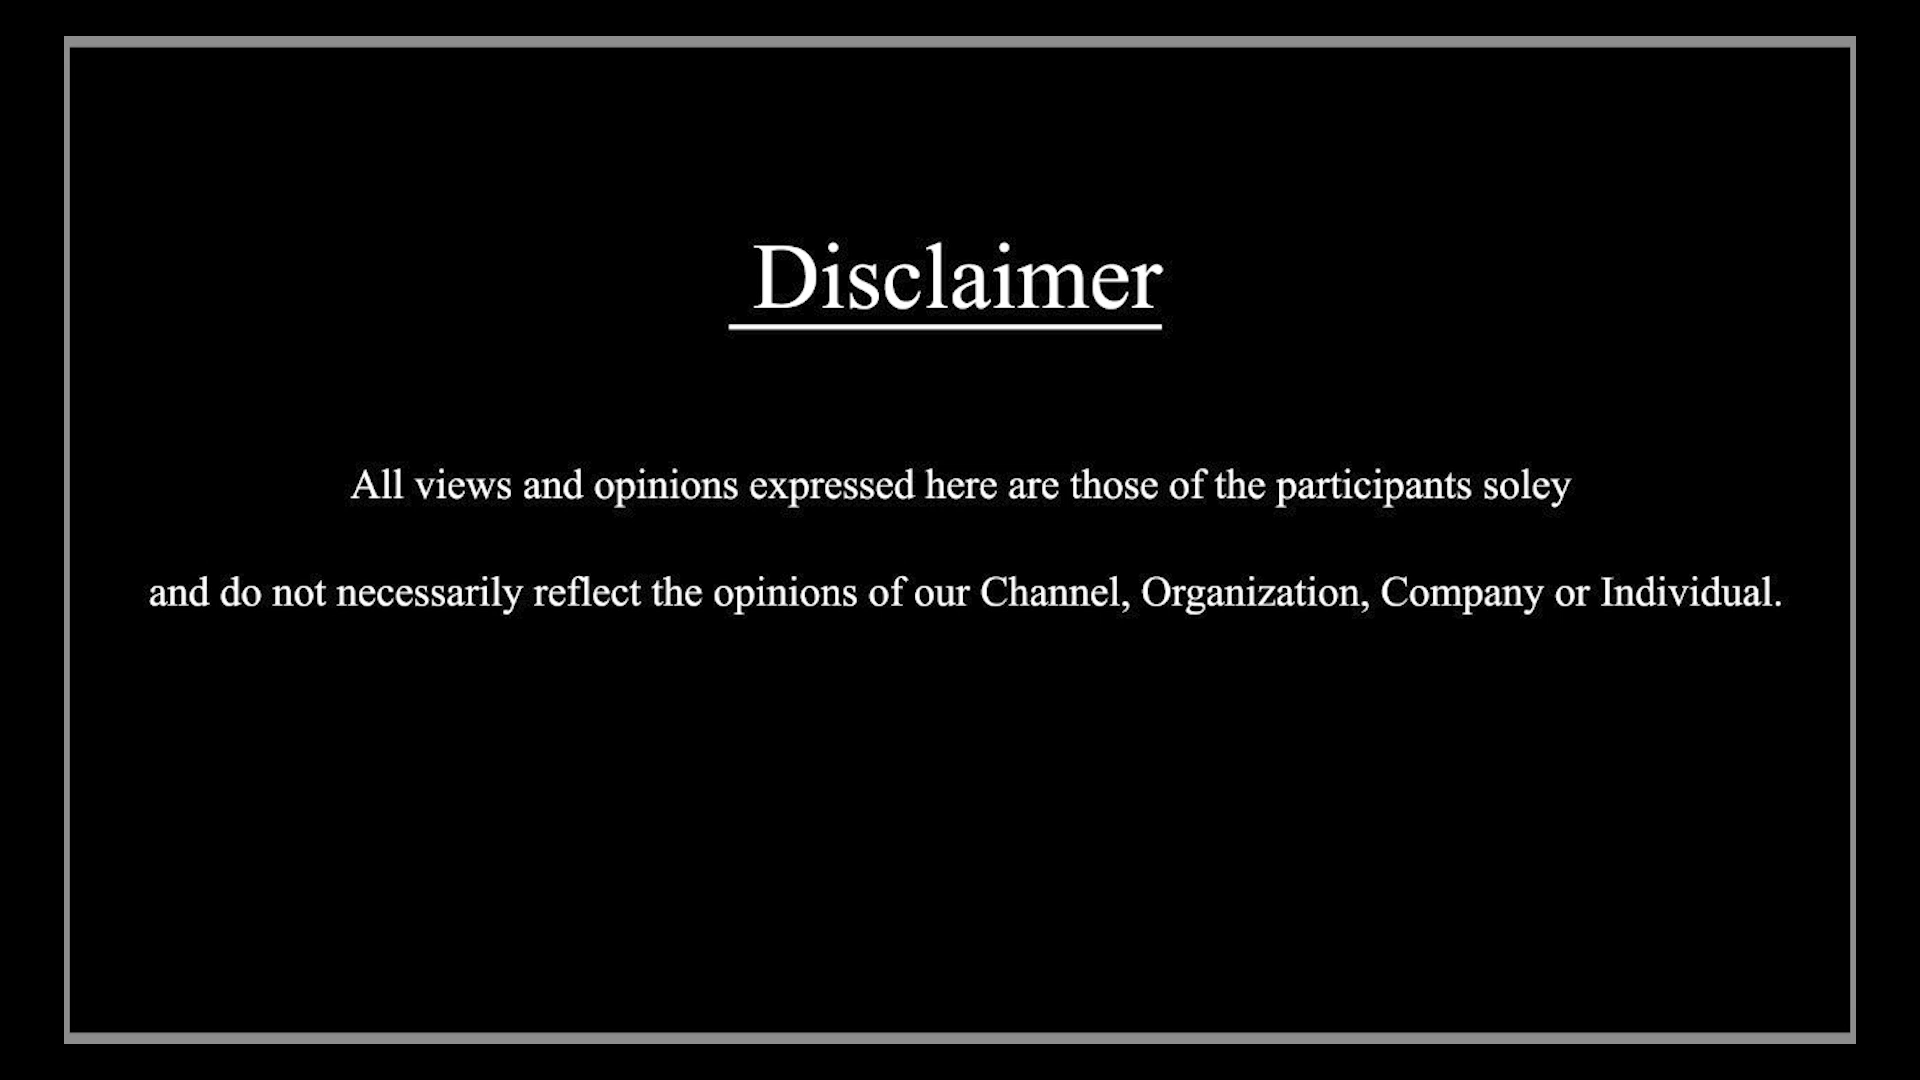 Disclaimer
All views and opinions expressed here are those of the participants soley
and do not necessarily reflect the opinions of our Channel, Organization, Company or Individual.